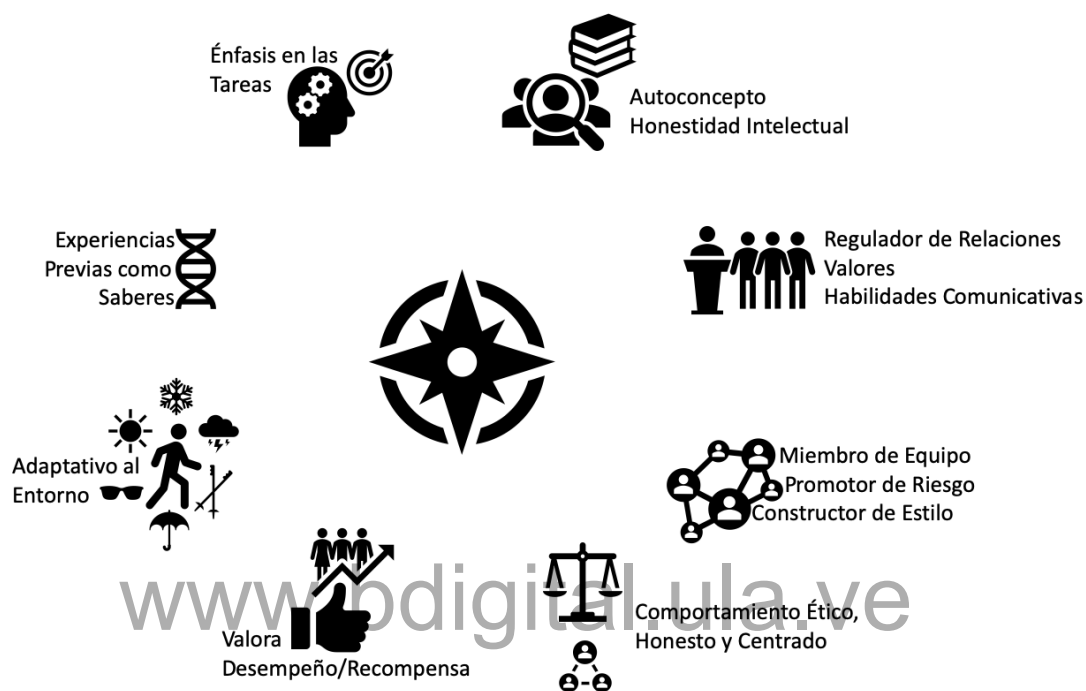 Énfasis en las
Tareas
Autoconcepto
Honestidad Intelectual
Experiencias
Previas como
Saberes
Regulador de Relaciones
Valores
Habilidades Comunicativas
Adaptativo al
Entorno
Miembro de Equipo
Promotor de Riesgo
Constructor de Estilo
www.bdigital.ula.ve
Valora
Desempeño/Recompensa
Comportamiento Ético,
Honesto y Centrado